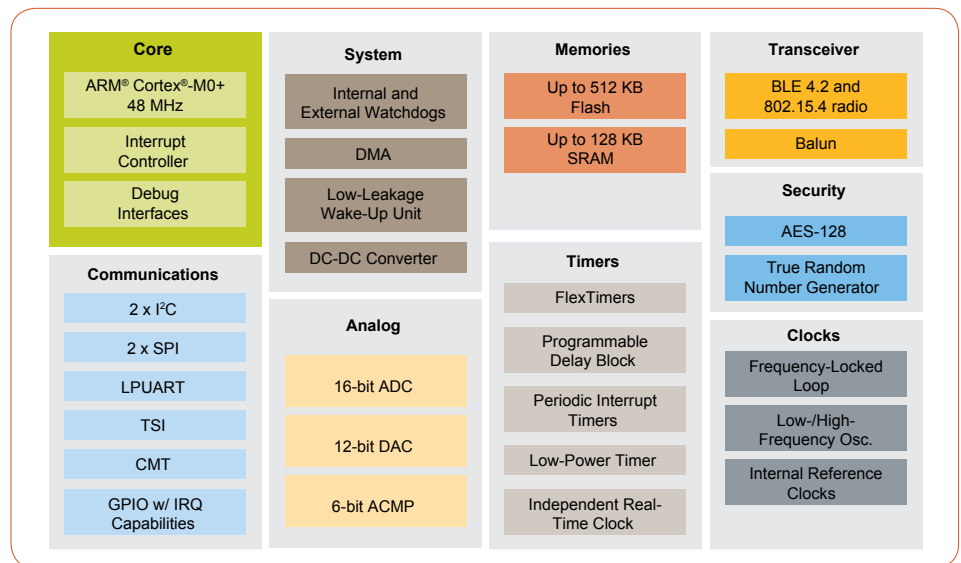 Core
ARM® Cortex®-M0+
48 MHz
Interrupt
Controller
Debug
Interfaces
Communications
2 x I²C
2 x SPI
LPUART
TSI
CMT
GPIO w/ IRQ
Capabilities
System
Internal and
External Watchdogs
DMA
Low-Leakage
Wake-Up Unit
DC-DC Converter
Analog
16-bit ADC
12-bit DAC
6-bit ACMP
Memories
Up to 512 KB
Flash
Up to 128 KB
SRAM
Timers
FlexTimers
Programmable
Delay Block
Periodic Interrupt
Timers
Low-Power Timer
Independent Real-
Time Clock
Transceiver
BLE 4.2 and
802.15.4 radio
Balun
Security
AES-128
True Random
Number Generator
Clocks
Frequency-Locked
Loop
Low-/High-
Frequency Osc.
Internal Reference
Clocks